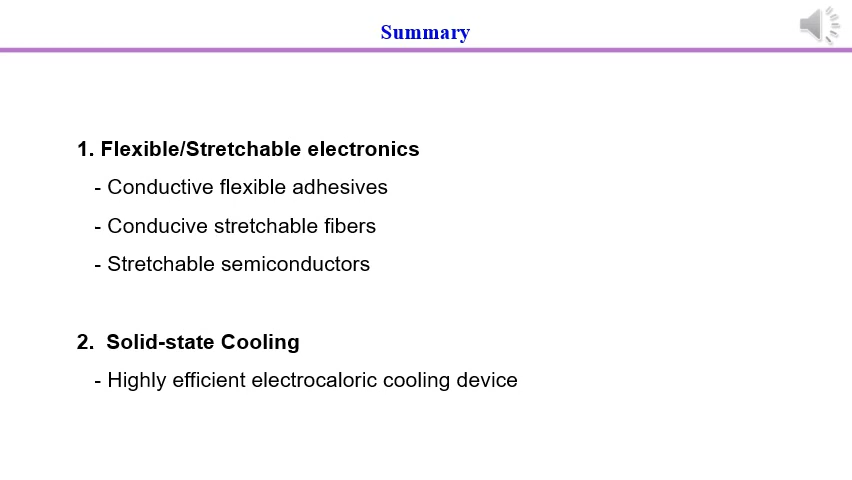 Summary
1. Flexible/Stretchable electronics
- Conductive flexible adhesives
- Conducive stretchable fibers
- Stretchable semiconductors
2. Solid-state Cooling
- Highly efficient electrocaloric cooling device